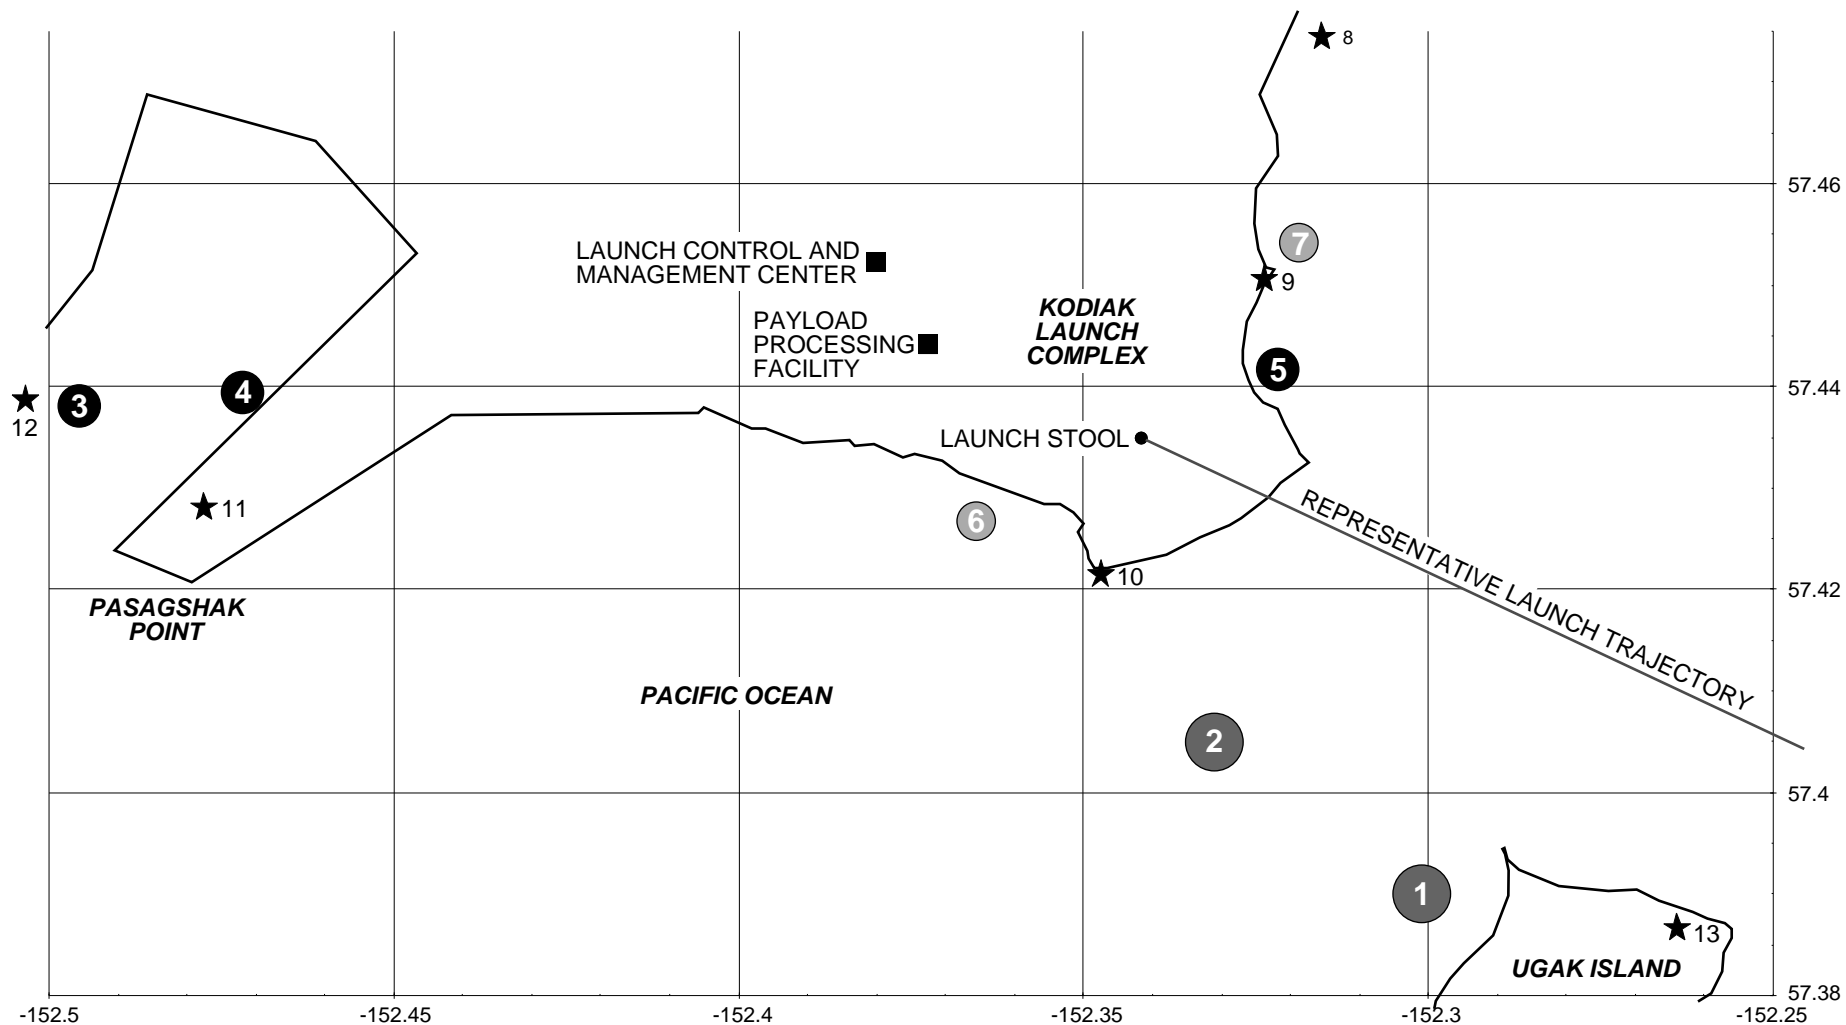 8
57.46
7
LAUNCH CONTROL AND
MANAGEMENT CENTER
9
KODIAK
LAUNCH
COMPLEX
PAYLOAD
PROCESSING
FACILITY
5
57.44
4
3
12
LAUNCH STOOL
REPRESENTATIVE LAUNCH TRAJECTORY
11
6
10
57.42
PASAGSHAK
POINT
PACIFIC OCEAN
2
57.4
1
13
UGAK ISLAND
57.38
-152.5
-152.45
-152.4
-152.35
-152.3
-152.25